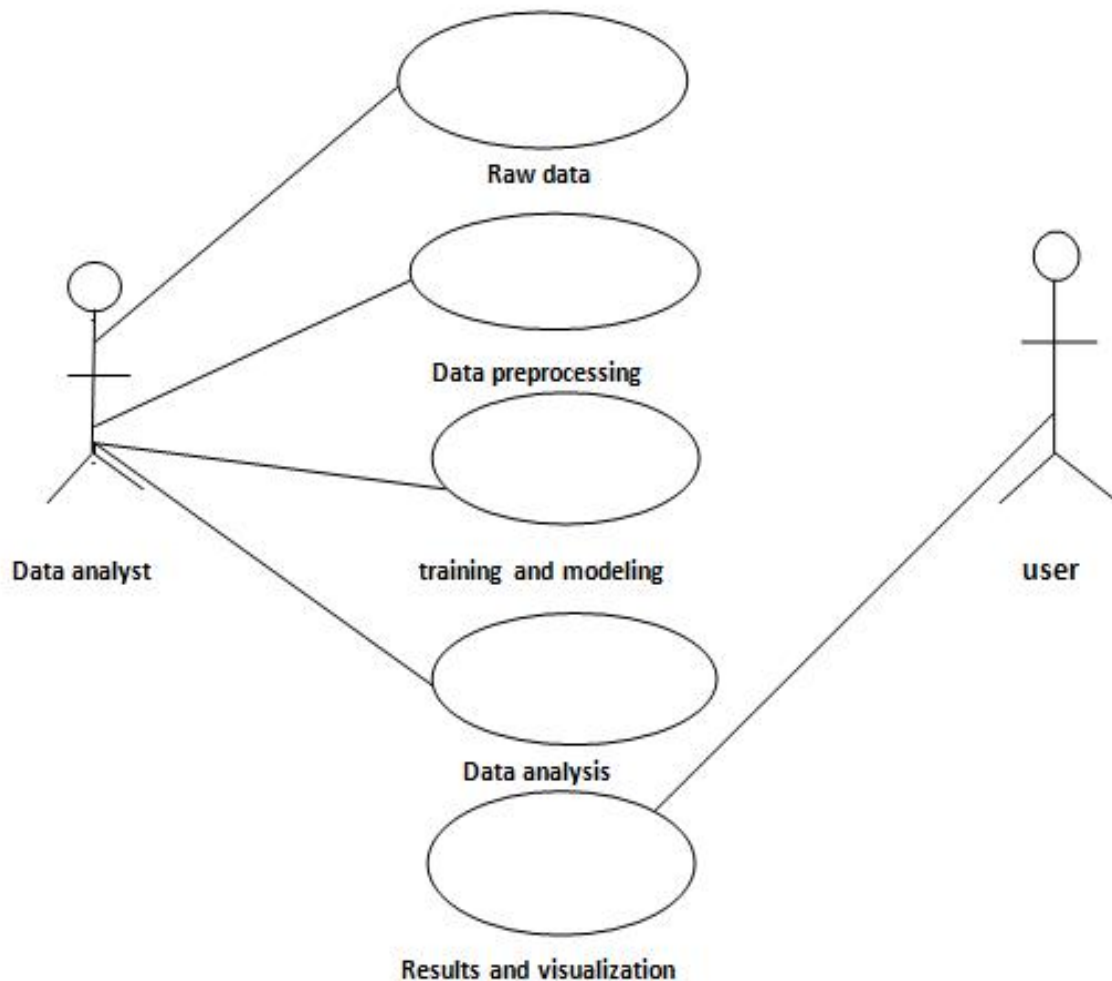 Raw data
Data preprocessing
Data analyst
training and modeling
user
Data analysis
Results and visualization